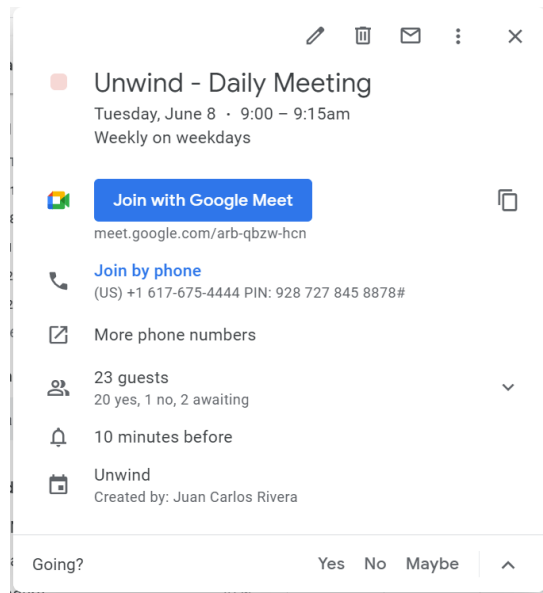 Unwind - Daily Meeting
Tuesday, June 8 · 9:00 – 9:15am
Weekly on weekdays
Join with Google Meet
meet.google.com/arb-qbzw-hcn
Join by phone
(US) +1 617-675-4444 PIN: 928 727 845 8878#
More phone numbers
23 guests
20 yes, 1 no, 2 awaiting
10 minutes before
Unwind
Created by: Juan Carlos Rivera
Going? Yes No Maybe